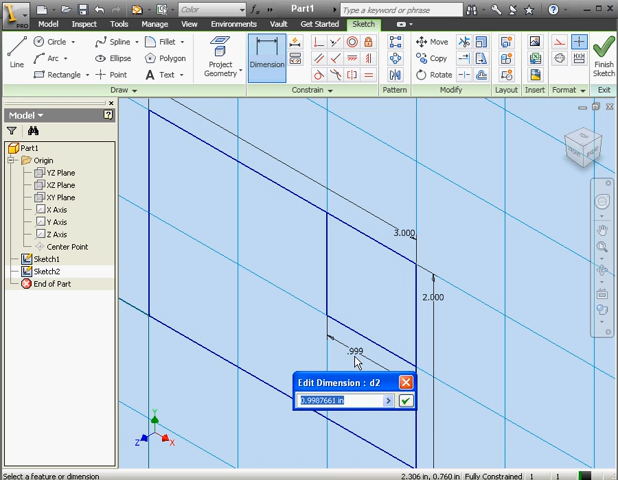 PRO
Color
Part1
Type a keyword or phrase
Model Inspect Tools Manage View Environments Vault Get Started Sketch
Line
Circle
Arc
Rectangle
Spline
Ellipse
Point
Fillet
Polygon
Text
Project
Geometry
Dimension
Move
Copy
Rotate
Finish
Sketch
Draw
Constrain
Pattern
Modify
Layout
Insert
Format
Exit
Model
Part1
Origin
YZ Plane
XZ Plane
XY Plane
X Axis
Y Axis
Z Axis
Center Point
Sketch1
Sketch2
End of Part
3.000
2.000
.999
Edit Dimension : d2
0.9987661 in
Y
Z
X
Select a feature or dimension
2.306 in, 0.760 in Fully Constrained 1 1